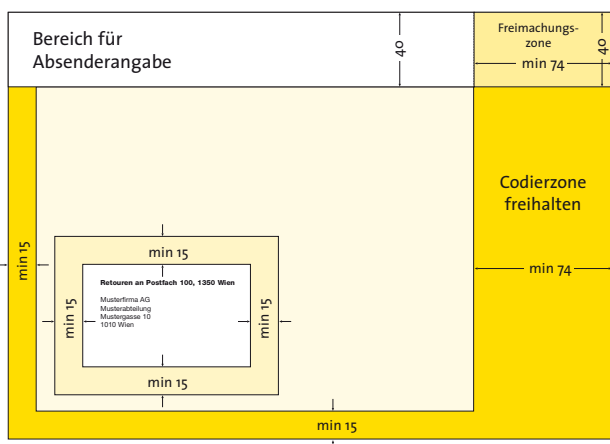 Bereich für
Absenderangabe
40
Freimachungs-
zone
min 74
40
Codierzone
freihalten
min 74
min 15
min 15
min 15
Retouren an Postfach 100, 1350 Wien
Musterfirma AG
Musterabteilung
Mustergasse 10
1010 Wien
min 15
min 15
min 15